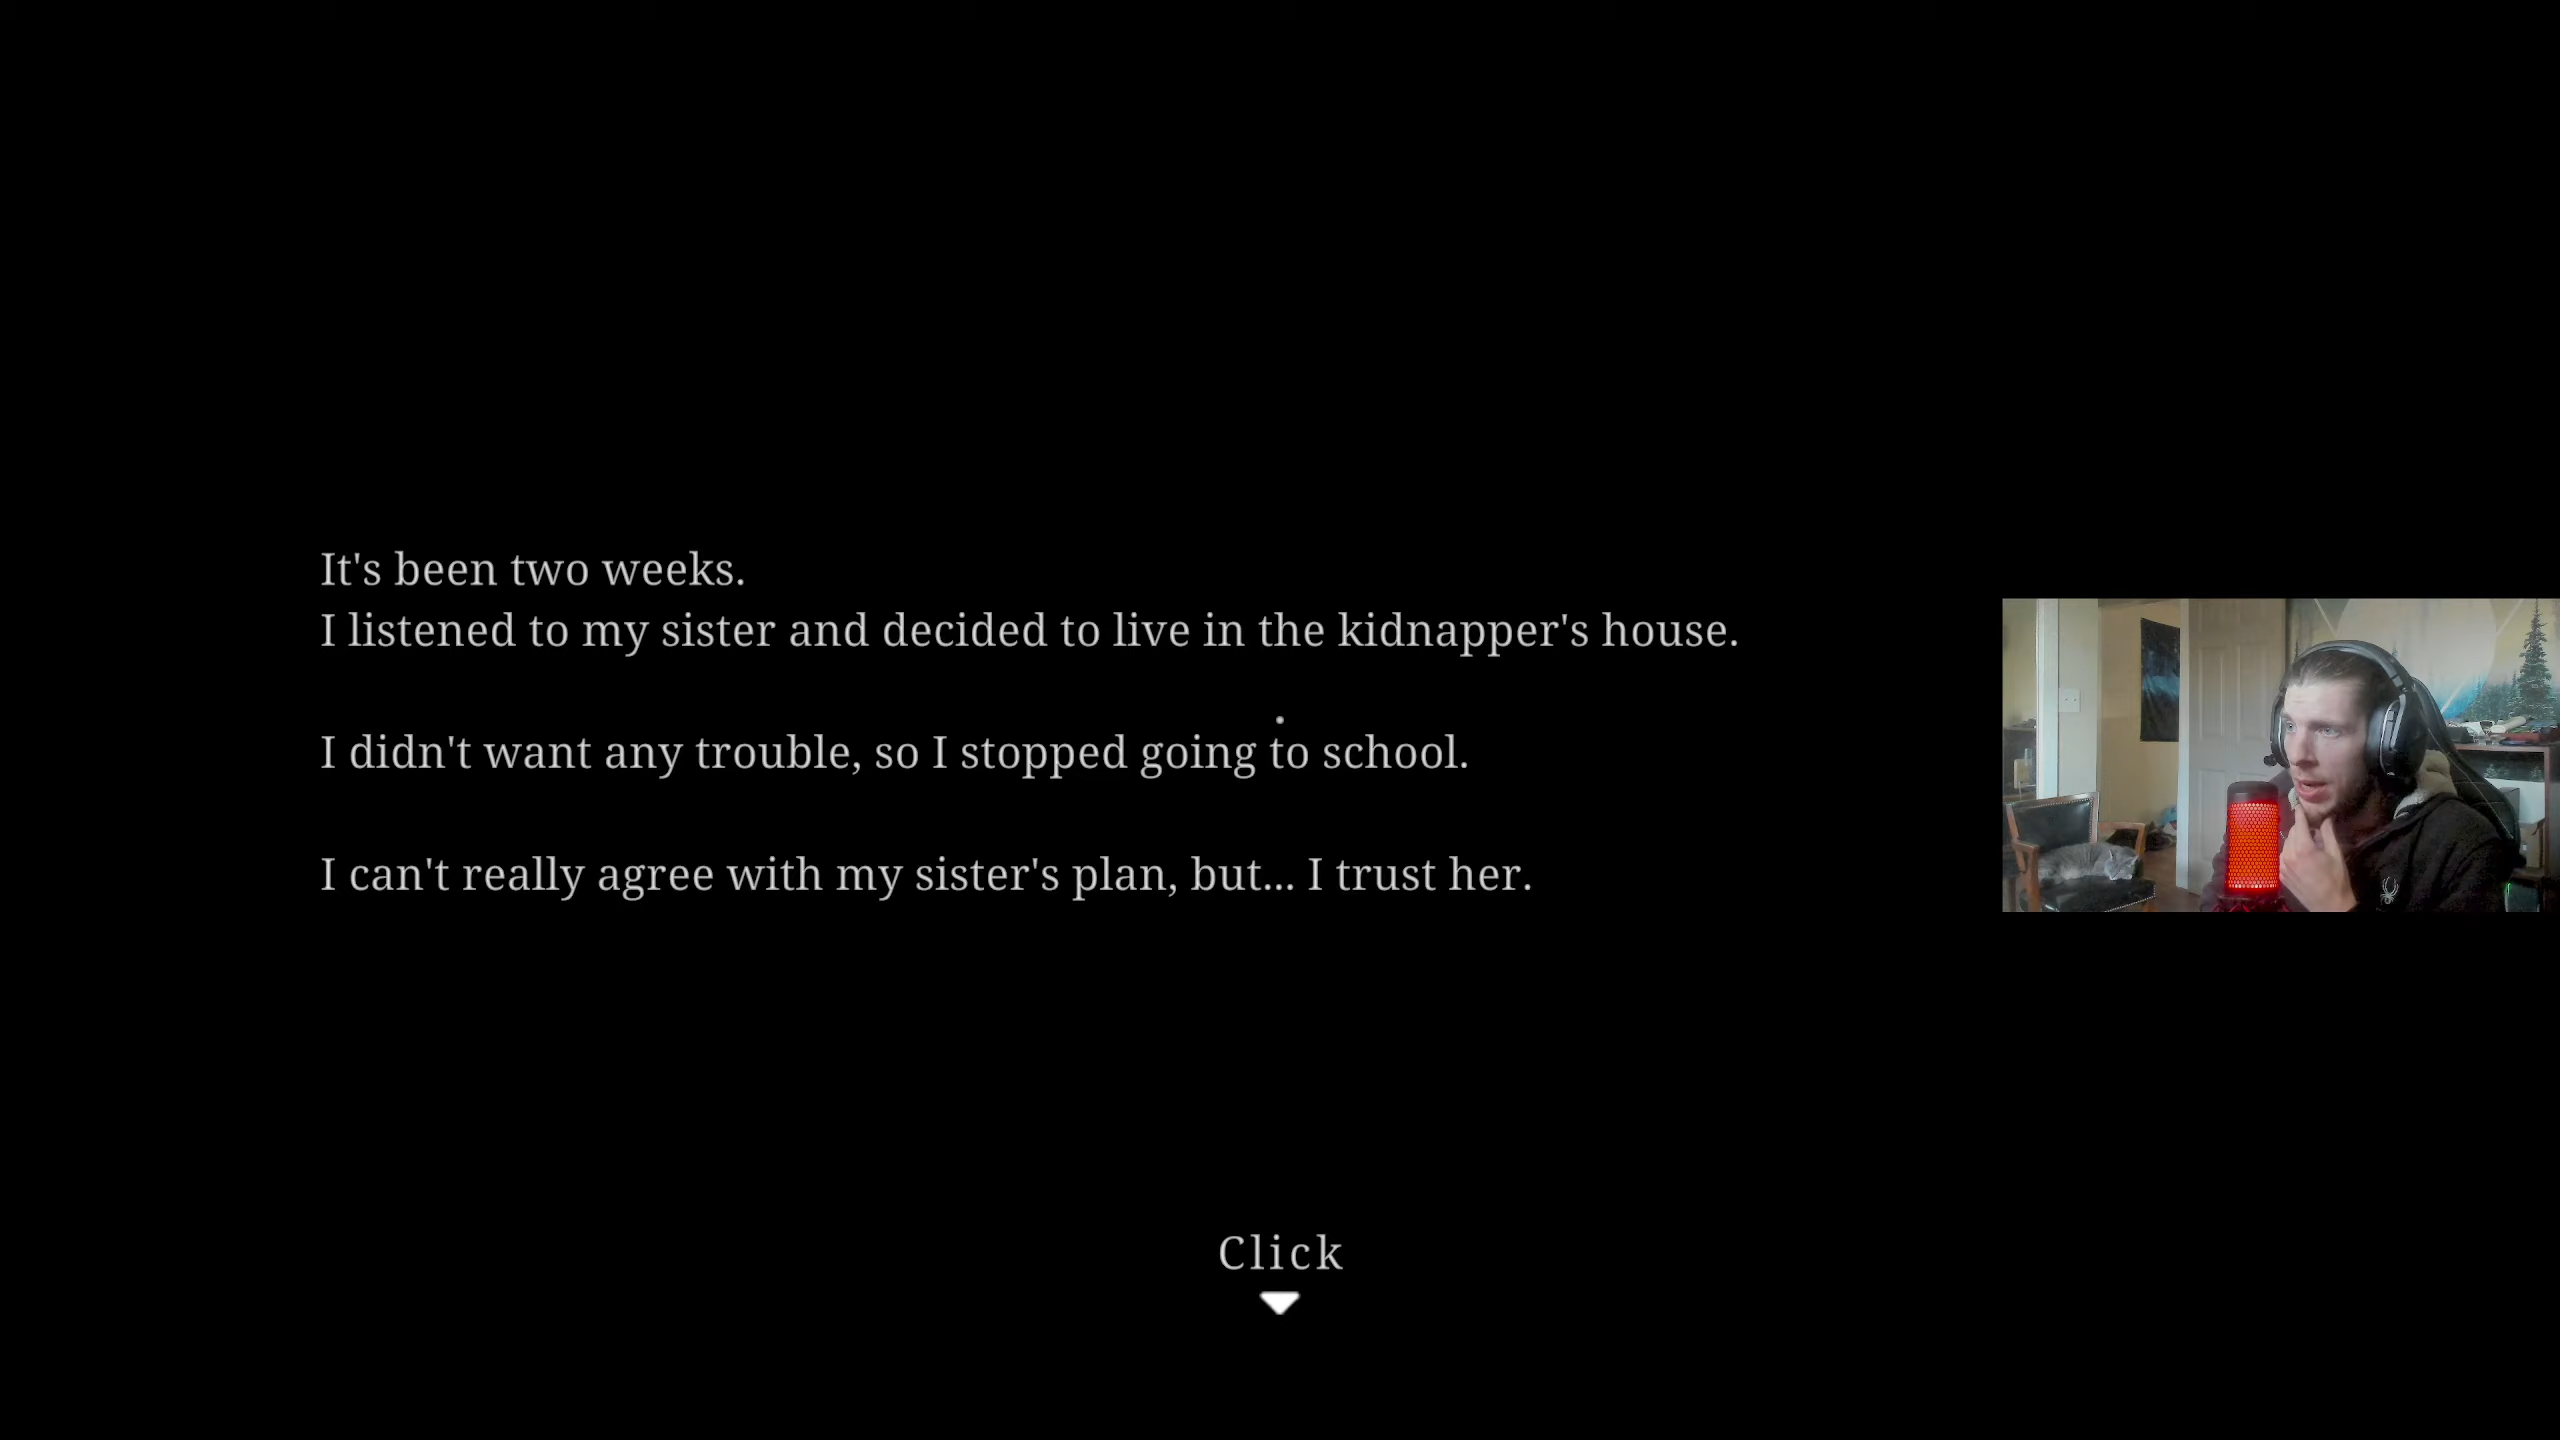 It's been two weeks.
I listened to my sister and decided to live in the kidnapper's house.
I didn't want any trouble, so I stopped going to school.
I can't really agree with my sister's plan, but... I trust her.
Click